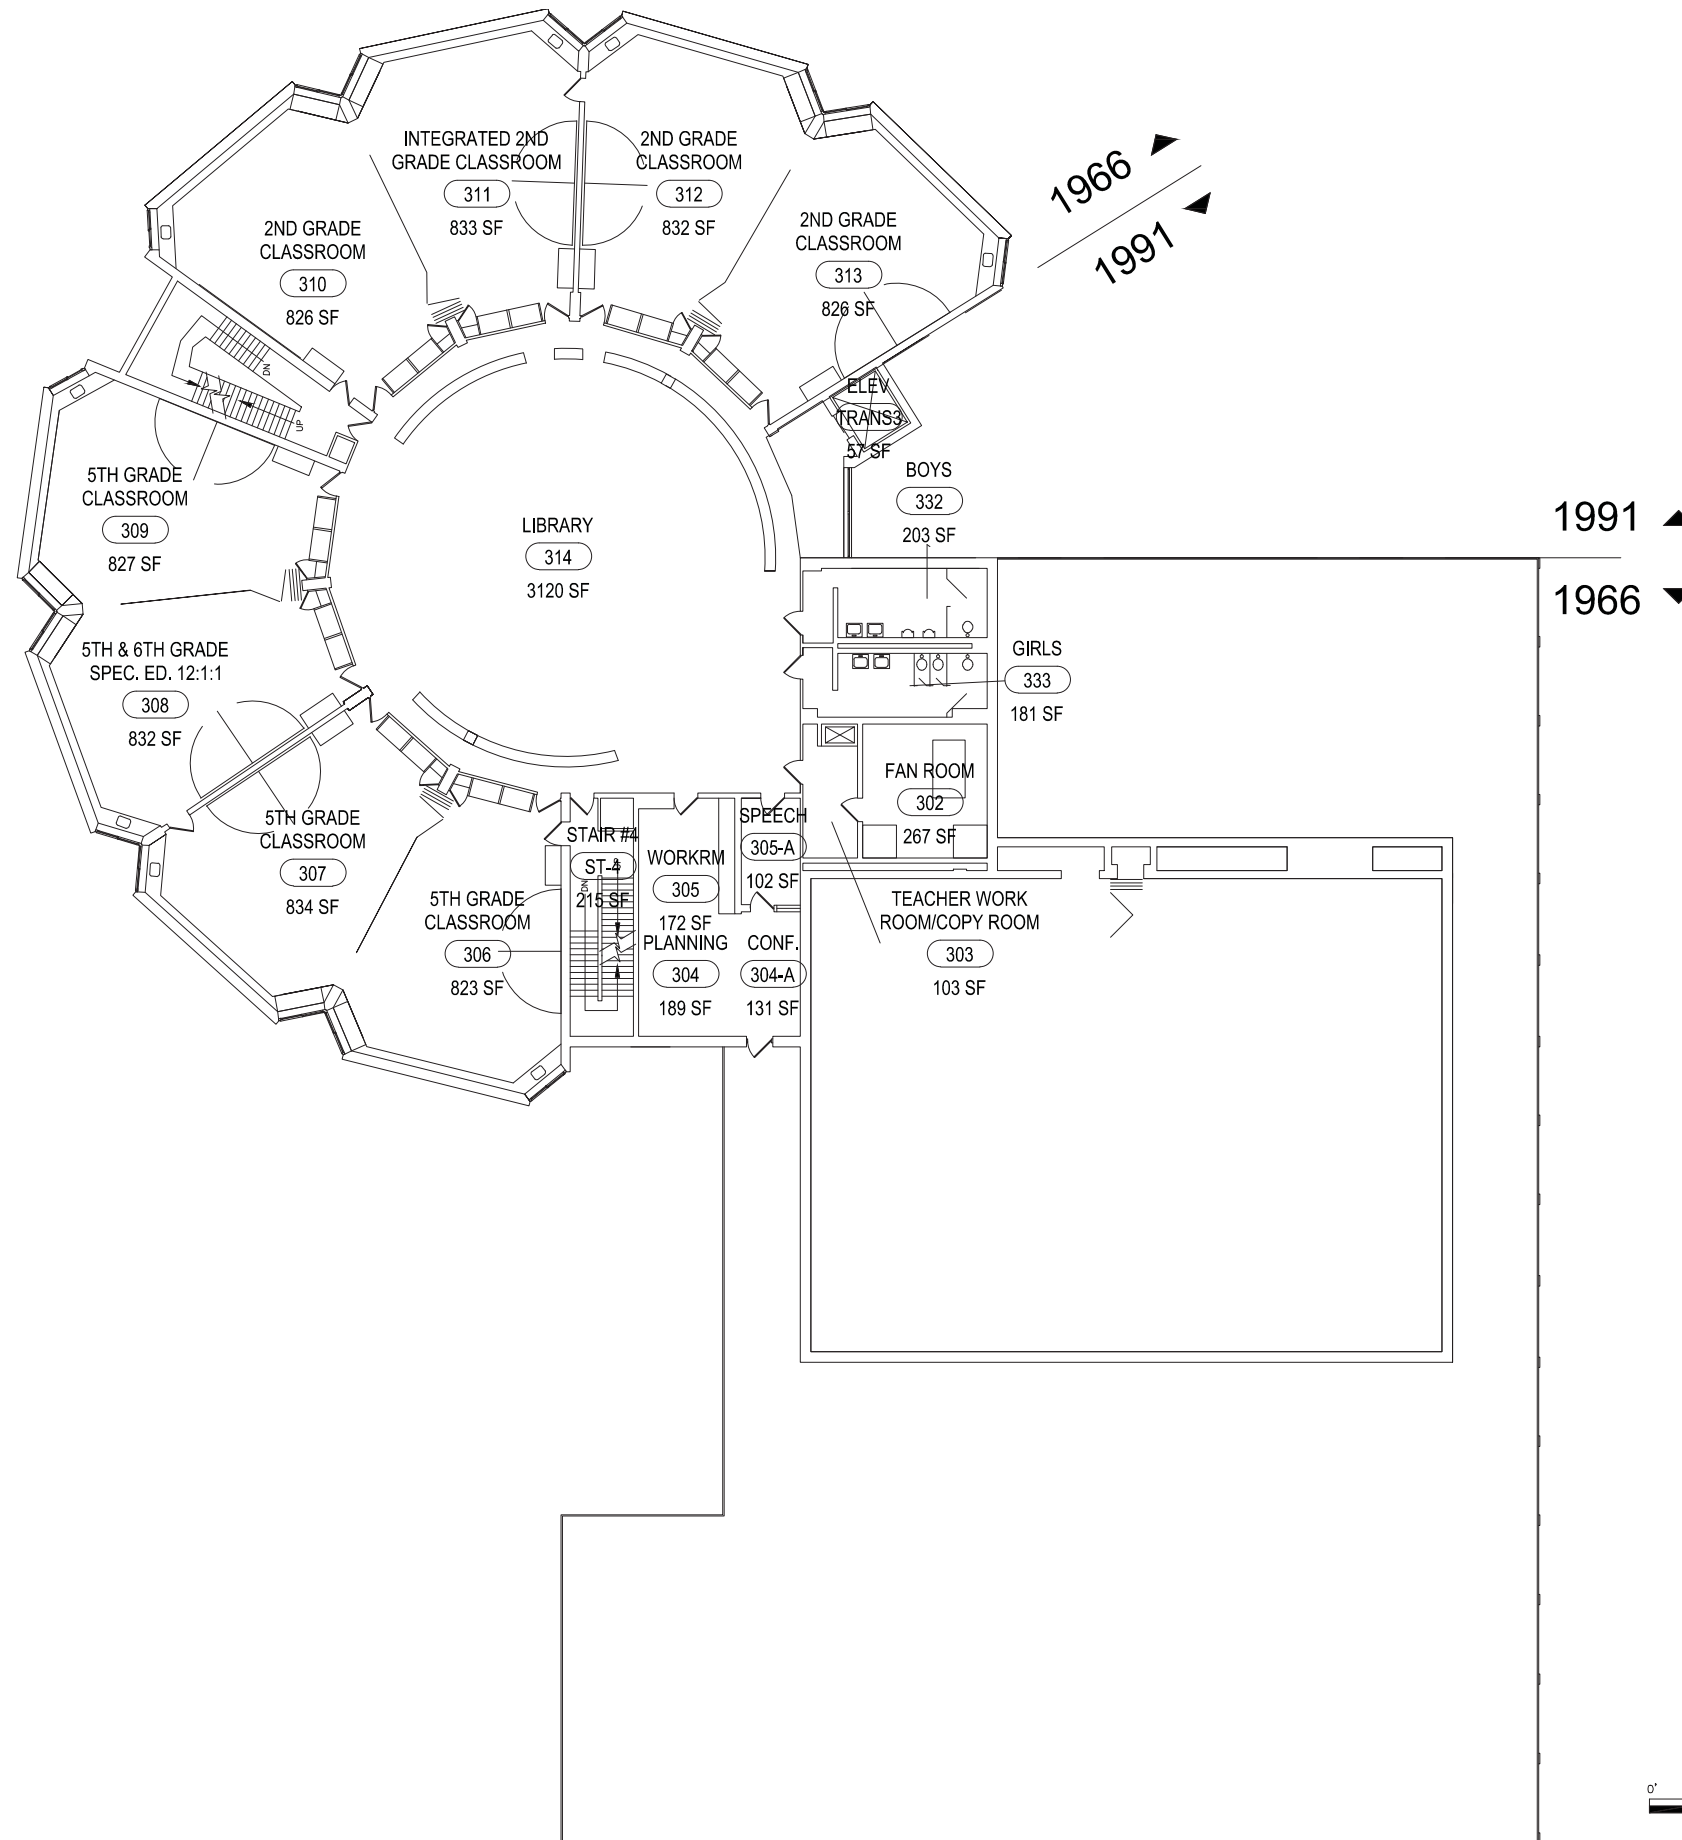 INTEGRATED 2ND
GRADE CLASSROOM
311
833 SF
2ND GRADE
CLASSROOM
312
832 SF
1966
1991
2ND GRADE
CLASSROOM
310
826 SF
2ND GRADE
CLASSROOM
313
826 SF
DN
UP
ELEV
TRANS3
57 SF
5TH GRADE
CLASSROOM
309
827 SF
LIBRARY
314
3120 SF
BOYS
332
203 SF
1991
1966
5TH & 6TH GRADE
SPEC. ED. 12:1:1
308
832 SF
GIRLS
333
181 SF
FAN ROOM
302
267 SF
5TH GRADE
CLASSROOM
307
834 SF
STAIR #4
ST-4
215 SF
DN
WORKRM
305
172 SF
SPEECH
305-A
102 SF
5TH GRADE
CLASSROOM
306
823 SF
PLANNING
304
189 SF
CONF.
304-A
131 SF
TEACHER WORK
ROOM/COPY ROOM
303
103 SF
0'